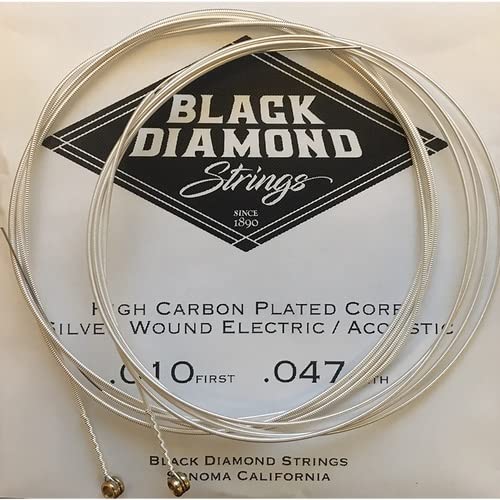 BLACK
DIAMOND
Strings
SINCE
1890
HIGH CARBON PLATED CORE
SILVER WOUND ELECTRIC / ACOUSTIC
.010 FIRST .047
BLACK DIAMOND STRINGS
SONOMA CALIFORNIA